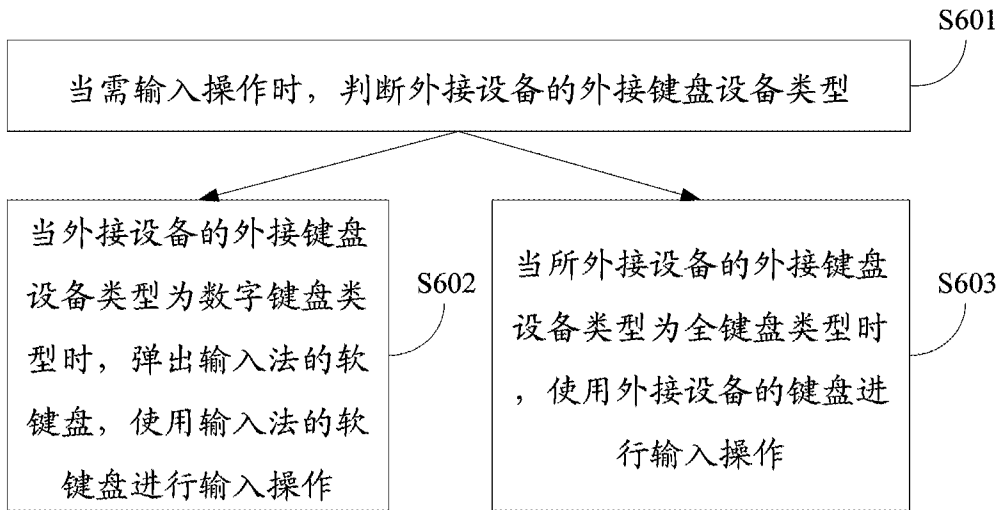 S601
当需输入操作时，判断外接设备的外接键盘设备类型
当外接设备的外接键盘
设备类型为数字键盘类
型时，弹出输入法的软
键盘，使用输入法的软
键盘进行输入操作
S602
当所外接设备的外接键盘
设备类型为全键盘类型时
，使用外接设备的键盘进
行输入操作
S603